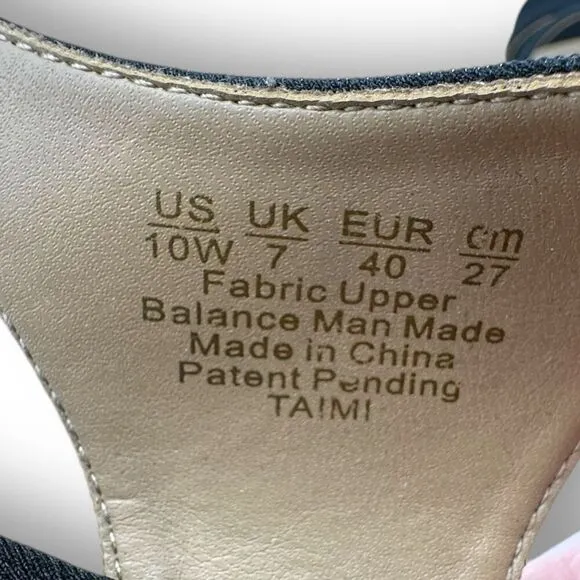 US UK EUR cm
10W 7 40 27
Fabric Upper
Balance Man Made
Made in China
Patent Pending
TAIMI